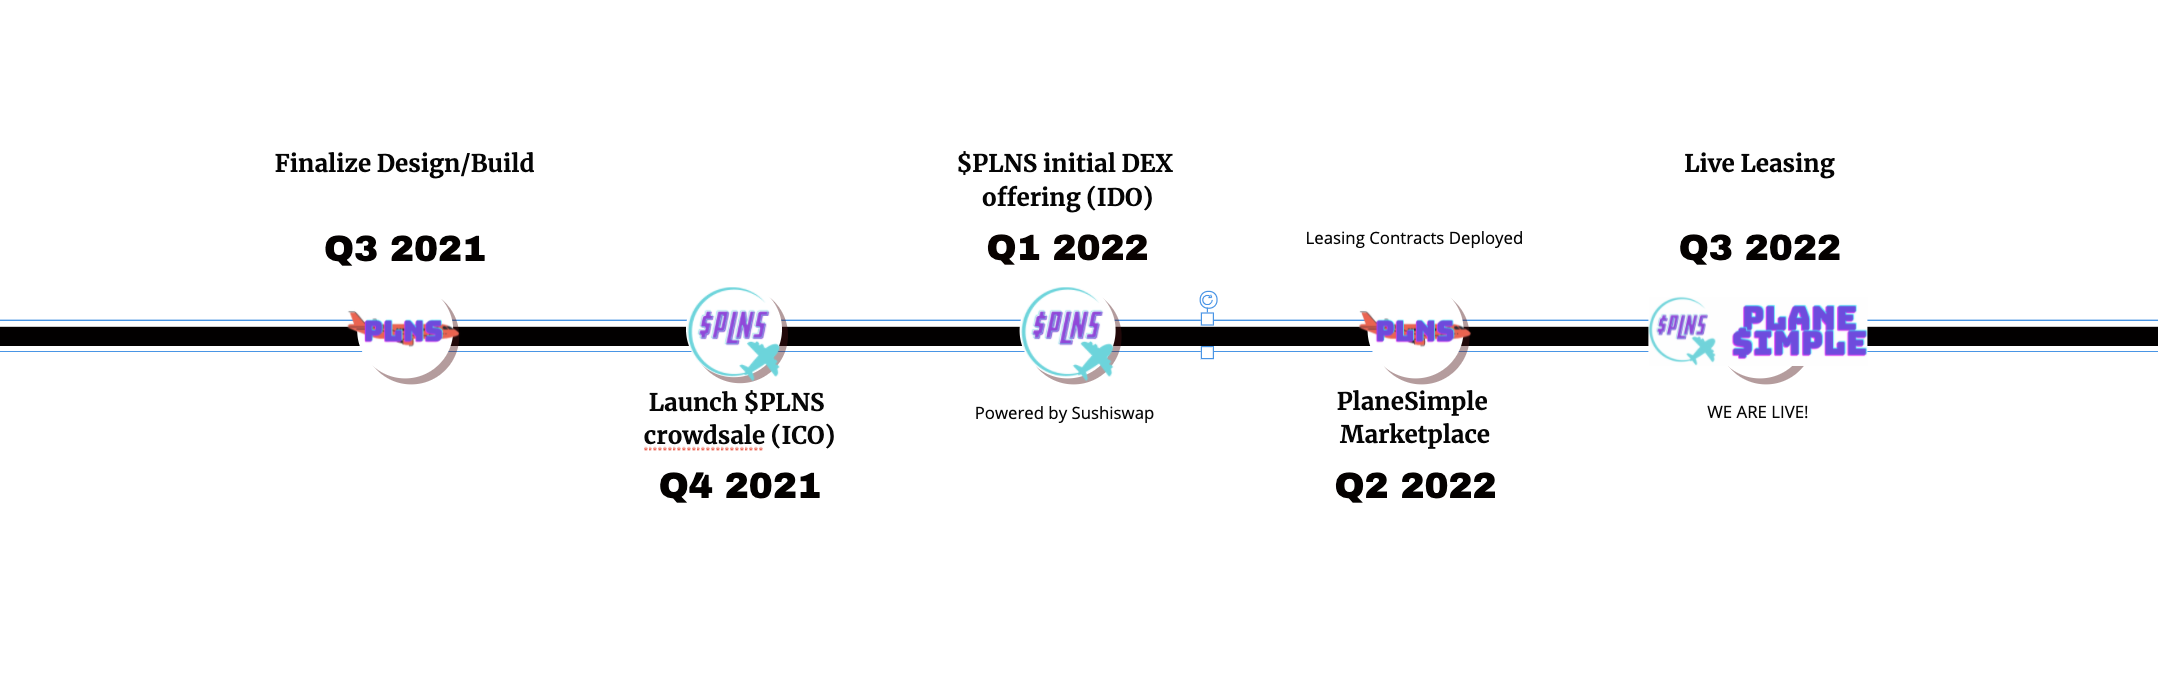 Finalize Design/Build
Q3 2021
PLNS
$PLNS
Launch $PLNS
crowdsale (ICO)
Q4 2021
$PLNS initial DEX
offering (IDO)
Q1 2022
$PLNS
Powered by Sushiswap
Leasing Contracts Deployed
PLNS
PlaneSimple
Marketplace
Q2 2022
Live Leasing
Q3 2022
$PLNS
PLANE
$IMPLE
WE ARE LIVE!